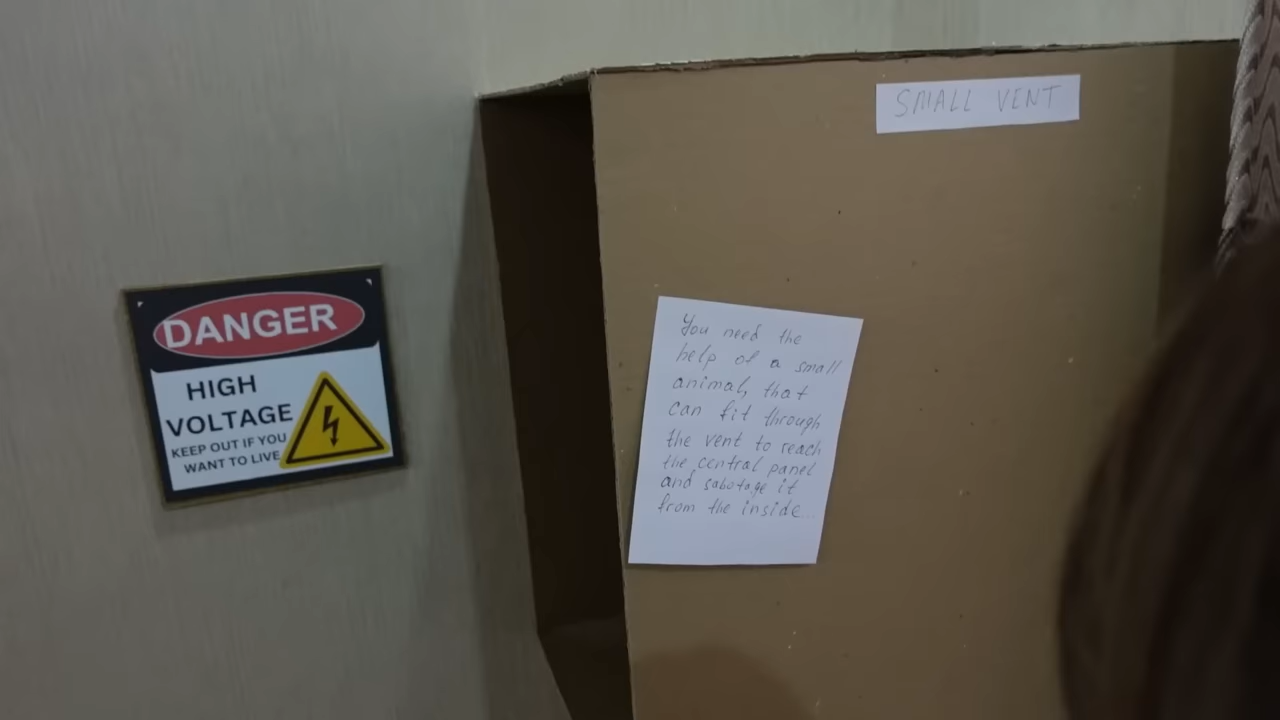 DANGER
HIGH
VOLTAGE
KEEP OUT IF YOU
WANT TO LIVE
SMALL VENT
You need the
help of a small
animal, that
can fit through
the vent to reach
the central panel
and sabotage it
from the inside...